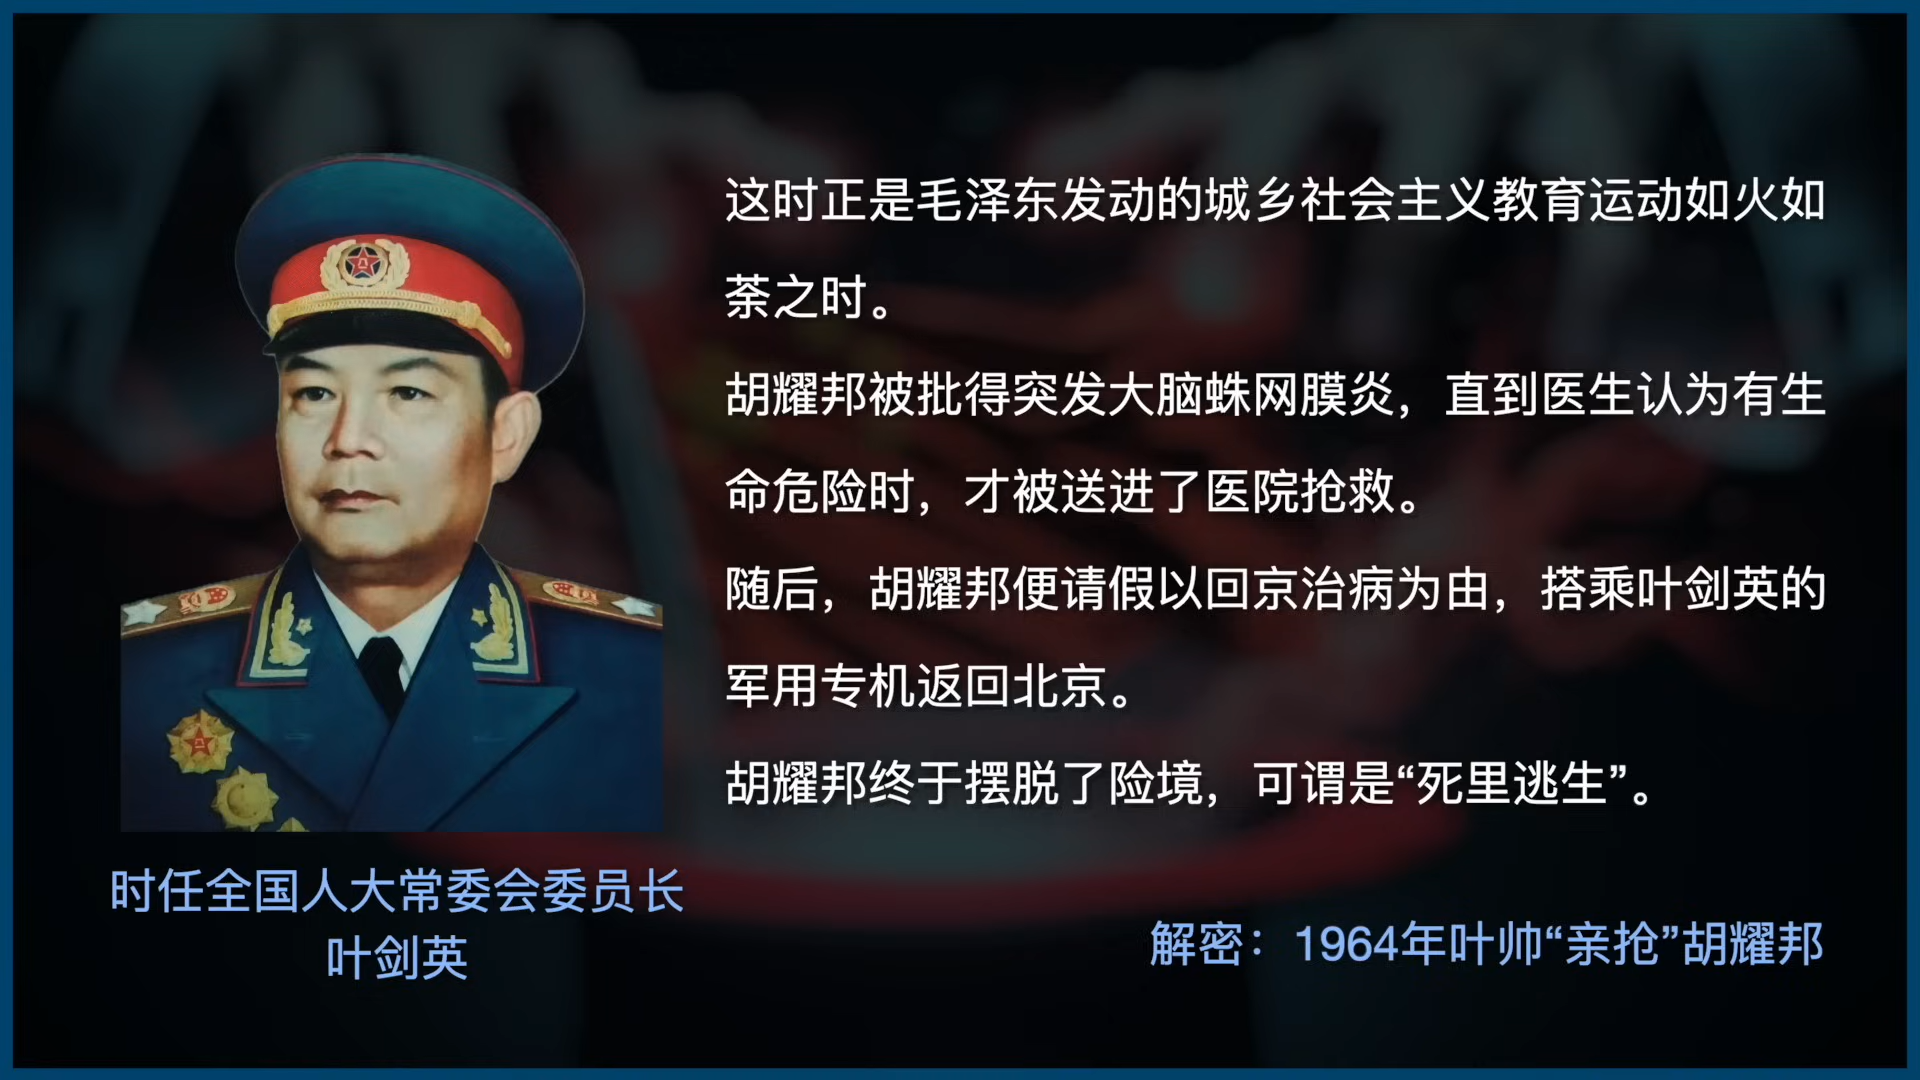 这时正是毛泽东发动的城乡社会主义教育运动如火如
荼之时。
胡耀邦被批得突发大脑蛛网膜炎，直到医生认为有生
命危险时，才被送进了医院抢救。
随后，胡耀邦便请假以回京治病为由，搭乘叶剑英的
军用专机返回北京。
胡耀邦终于摆脱了险境，可谓是“死里逃生”。
时任全国人大常委会委员长
叶剑英
解密：1964年叶帅“亲抢”胡耀邦